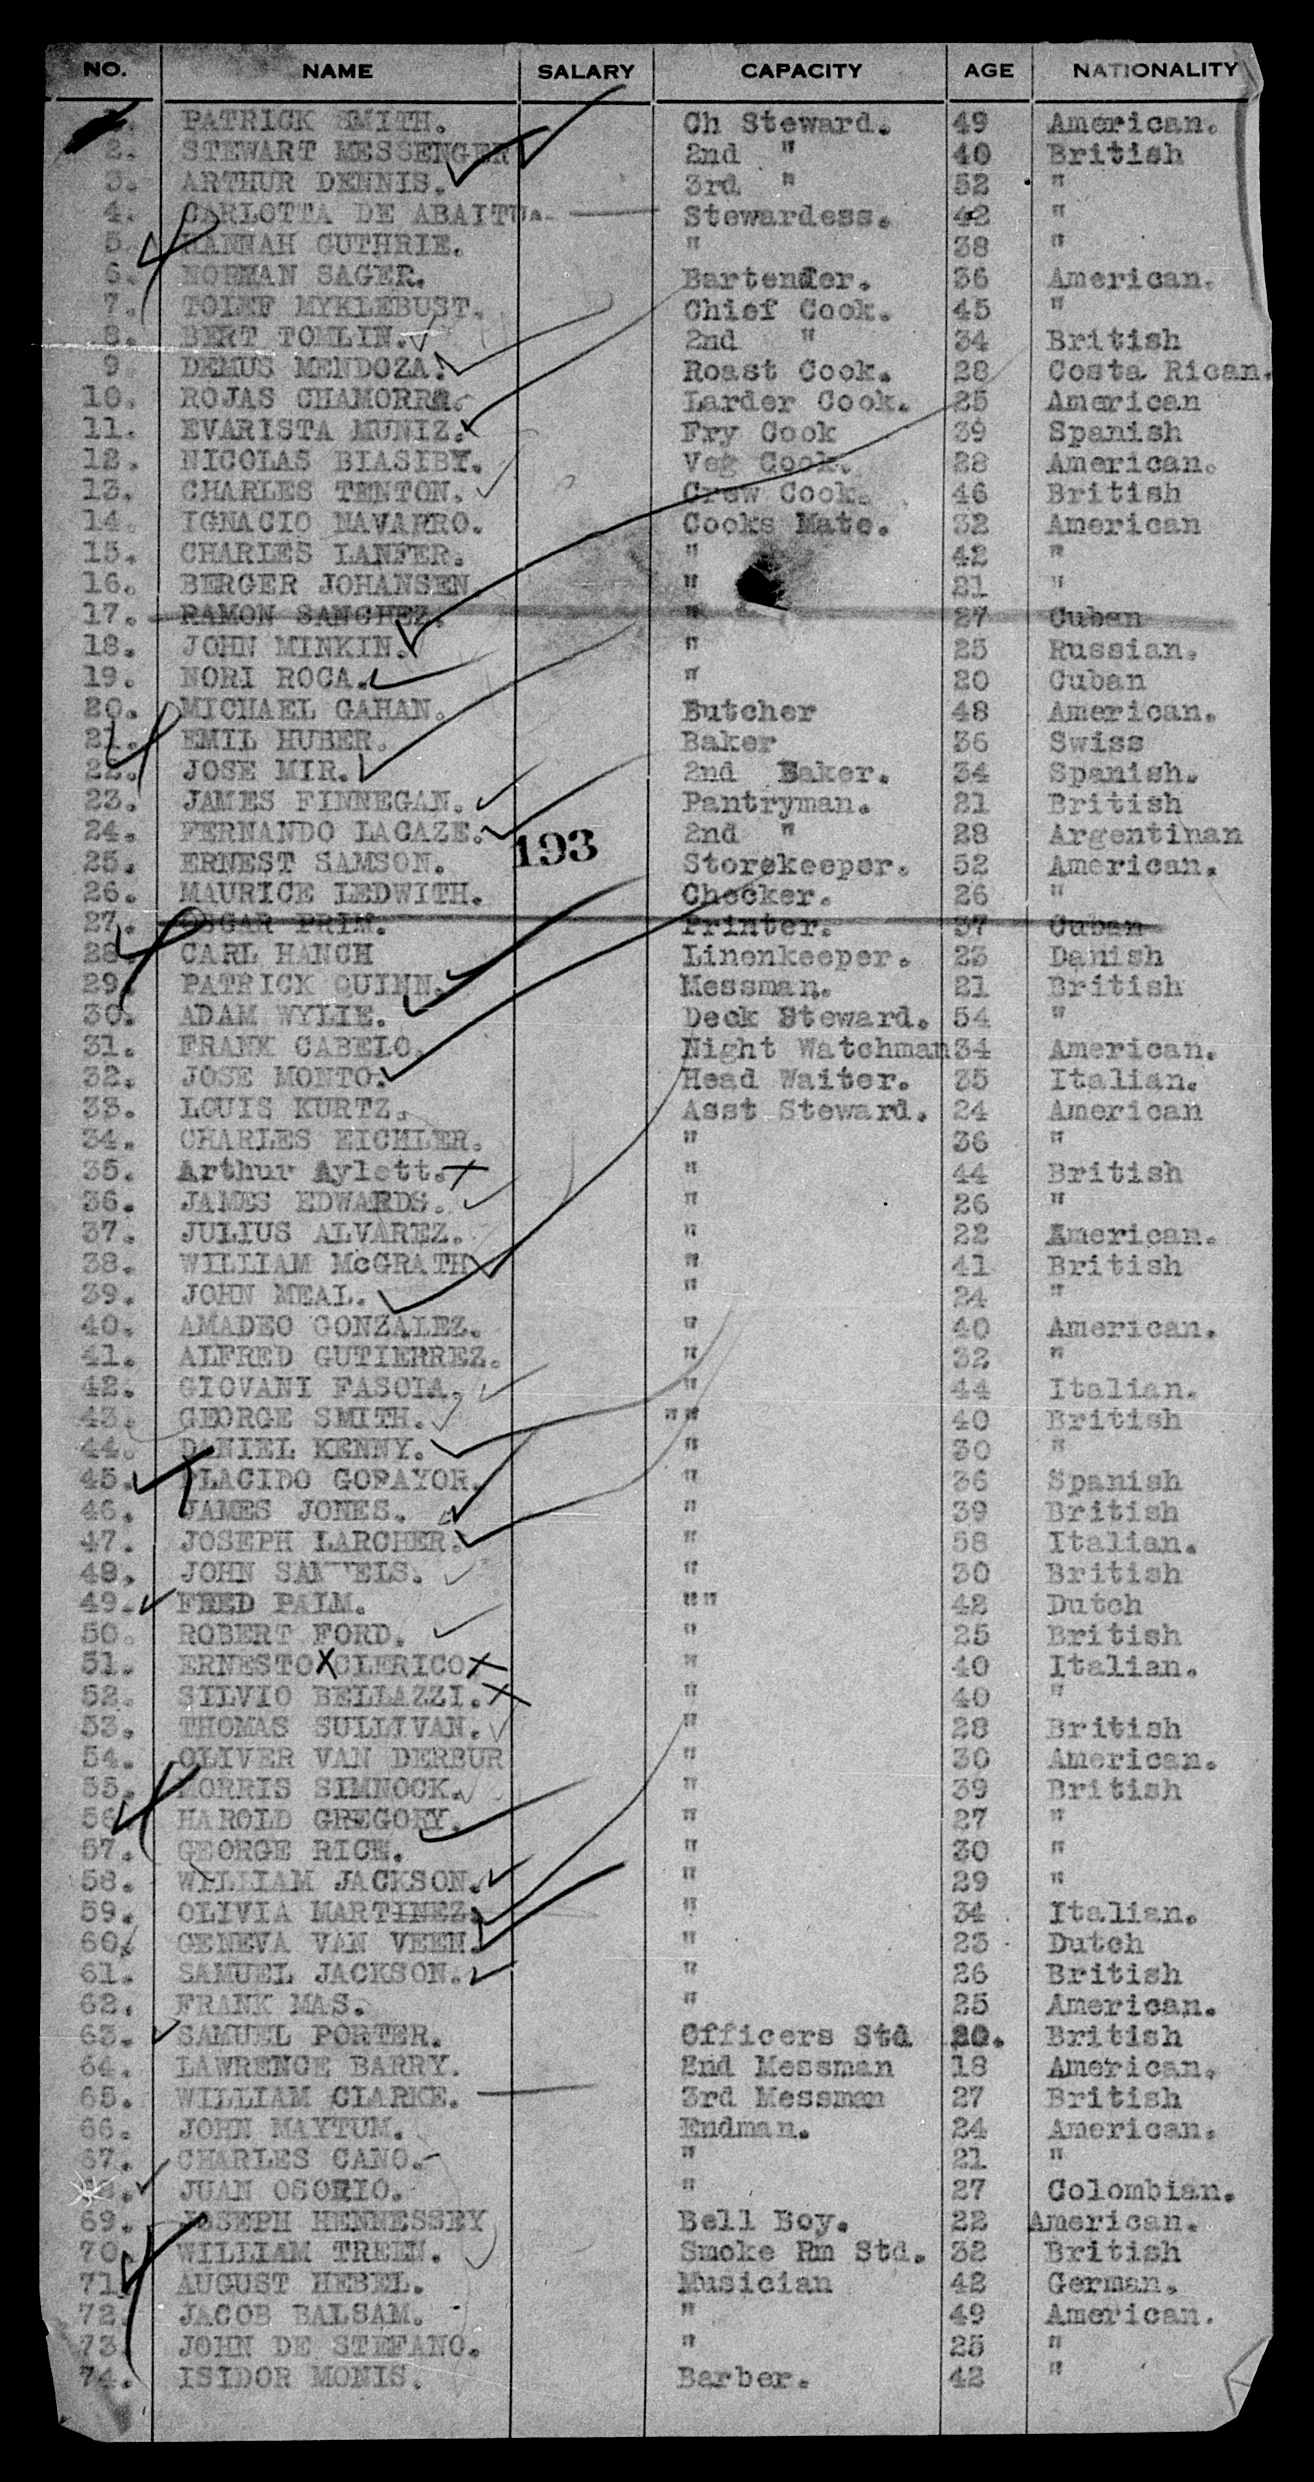 NO. NAME SALARY CAPACITY AGE NATIONALITY
1. PATRICK SMITH. Ch Steward. 49 American.
2. STEWART MESSENGER 2nd " 40 British
3. ARTHUR DENNIS. 3rd " 52 "
4. CARLOTTA DE ABAITUA. Stewardess. 42 "
5. HANNAH GUTHRIE. " 38 "
6. NORMAN SAGER. Bartender. 36 American.
7. TOLEF MYKLEBUST. Chief Cook. 45 "
8. BERT TOMLIN. 2nd " 34 British
9. DEMUS MENDOZA. Roast Cook. 28 Costa Rican.
10. ROJAS CHAMORRA. Larder Cook. 25 American
11. EVARISTA MUNIZ. Fry Cook 39 Spanish
12. NICOLAS BIASIBY. Veg Cook. 28 American.
13. CHARLES TENTON. Crew Cook. 46 British
14. IGNACIO NAVARRO. Cooks Mate. 32 American
15. CHARLES LANFER. " 42 "
16. BERGER JOHANSEN " 21 "
17. RAMON SANCHEZ. " 27 Cuban
18. JOHN MINKIN. " 25 Russian.
19. NORI ROCA. " 20 Cuban
20. MICHAEL GAHAN. Butcher 48 American.
21. EMIL HUBER. Baker 36 Swiss
22. JOSE MIR. 2nd Baker. 34 Spanish.
23. JAMES FINNEGAN. Pantryman. 21 British
24. FERNANDO LACAZE. 2nd " 28 Argentinan
193
25. ERNEST SAMSON. Storekeeper. 52 American.
26. MAURICE LEDWITH. Checker. 26 "
27. OSCAR PRIM. Printer. 37 Cuban
28. CARL HANCH Linenkeeper. 23 Danish
29. PATRICK QUINN. Messman. 21 British
30. ADAM WYLIE. Deck Steward. 54 "
31. FRANK CABELO. Night Watchman 34 American.
32. JOSE MONTO. Head Waiter. 35 Italian.
33. LOUIS KURTZ. Asst Steward. 24 American
34. CHARLES EICHLER. " 36 "
35. Arthur Aylett. " 44 British
36. JAMES EDWARDS. " 26 "
37. JULIUS ALVAREZ. " 22 American.
38. WILLIAM McGRATH " 41 British
39. JOHN MEAL. " 24 "
40. AMADEO GONZALEZ. " 40 American.
41. ALFRED GUTIERREZ. " 32 "
42. GIOVANI FASCIA. " 44 Italian.
43. GEORGE SMITH. "" 40 British
44. DANIEL KENNY. " 30 "
45. PLACIDO GOPAYOR. " 36 Spanish
46. JAMES JONES. " 39 British
47. JOSEPH LARCHER. " 58 Italian.
48. JOHN SAMUELS. " 30 British
49. FRED PALM. "" 42 Dutch
50. ROBERT FORD. " 25 British
51. ERNESTO CLERICO " 40 Italian.
52. SILVIO BELLAZZI. " 40 "
53. THOMAS SULLIVAN. " 28 British
54. OLIVER VAN DERBUR " 30 American.
55. MORRIS SIMNOCK. " 39 British
56. HAROLD GREGORY. " 27 "
57. GEORGE RICH. " 30 "
58. WILLIAM JACKSON. " 29 "
59. OLIVIA MARTINEZ. " 34 Italian.
60. GENEVA VAN VEEN. " 23 Dutch
61. SAMUEL JACKSON. " 26 British
62. FRANK MAS. " 25 American.
63. SAMUEL PORTER. Officers Std 20. British
64. LAWRENCE BARRY. 2nd Messman 18 American.
65. WILLIAM CLARKE. 3rd Messman 27 British
66. JOHN MAYTUM. Endman. 24 American.
67. CHARLES CANO. " 21 "
68. JUAN OSORIO. " 27 Colombian.
69. JOSEPH HENNESSEY Bell Boy. 22 American.
70. WILLIAM TREEN. Smoke Rm Std. 32 British
71. AUGUST HEBEL. Musician 42 German.
72. JACOB BALSAM. " 49 American.
73. JOHN DE STEFANO. " 25 "
74. ISIDOR MONIS. Barber. 42 "